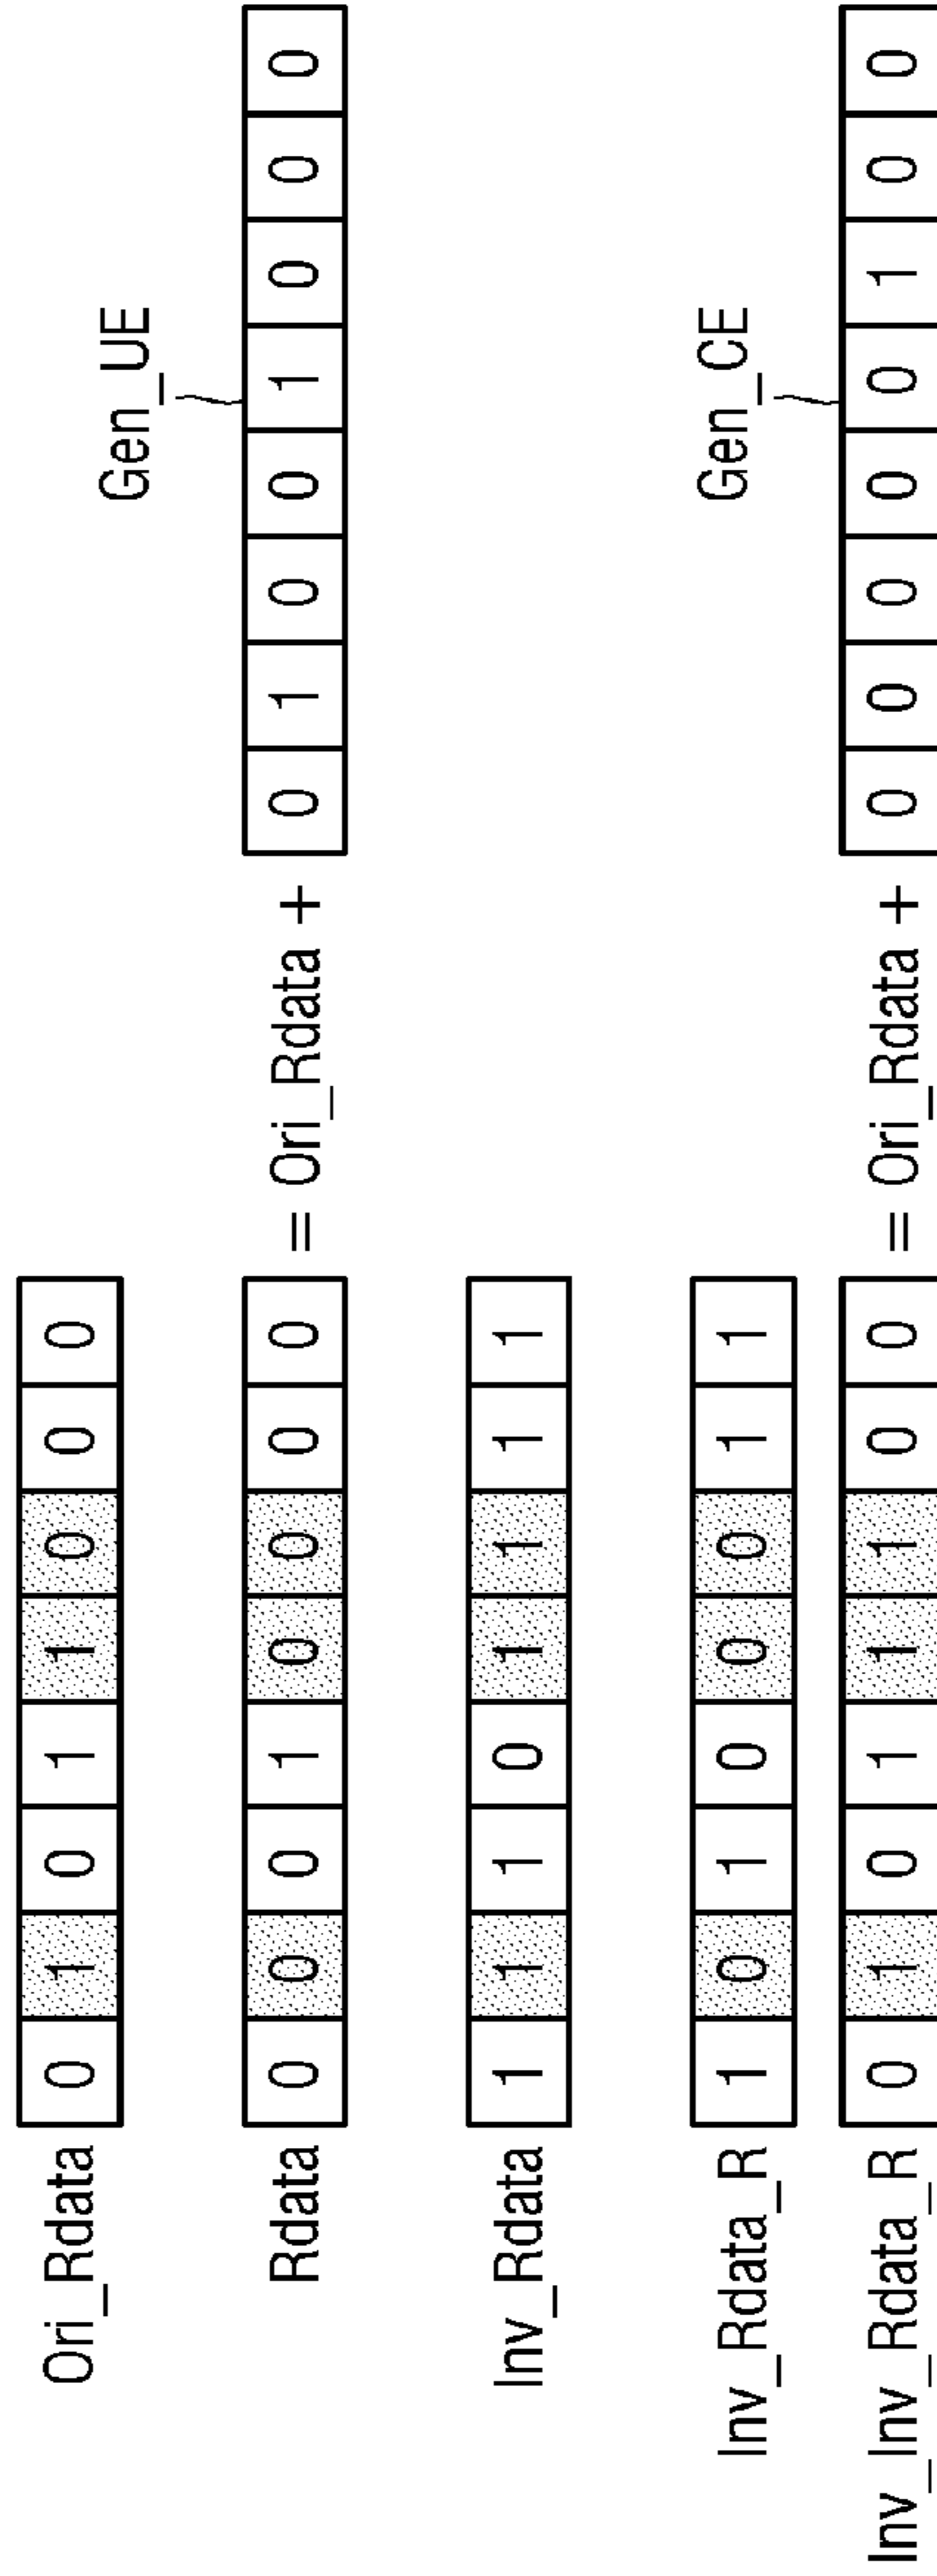 Ori_Rdata 0 1 0 1 1 0 0 0
Gen_UE
Rdata 0 0 0 1 0 0 0 0 = Ori_Rdata + 0 1 0 0 1 0 0 0
Inv_Rdata 1 1 1 0 1 1 1 1
Inv_Rdata_R 1 0 1 0 0 0 1 1
Gen_CE
Inv_Inv_Rdata_R 0 1 0 1 1 1 0 0 = Ori_Rdata + 0 0 0 0 0 1 0 0